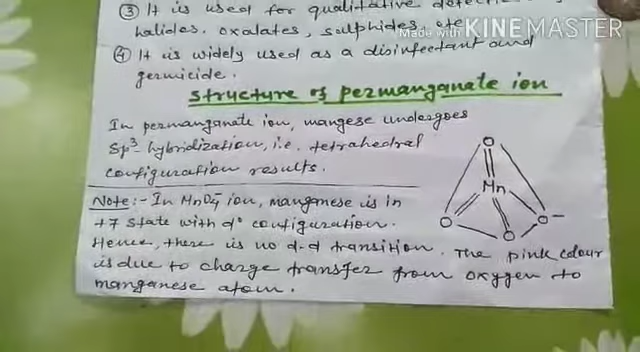 ③ It is used for qualitative detec
halides, oxalates, sulphides, etc
Made with KINEMASTER
④ It is widely used as a disinfectant and
germicide.
Structure of permanganate ion
In permanganate ion, mangese undergoes
Sp³-hybridization, i.e. tetrahedral
configuration results.
Note:- In MnO₄⁻ ion, manganese is in
+7 state with d° configuration.
Hence, there is no d-d transition. The pink colour
is due to charge transfer from oxygen to
manganese atom.
O
Mn
O
O
O –